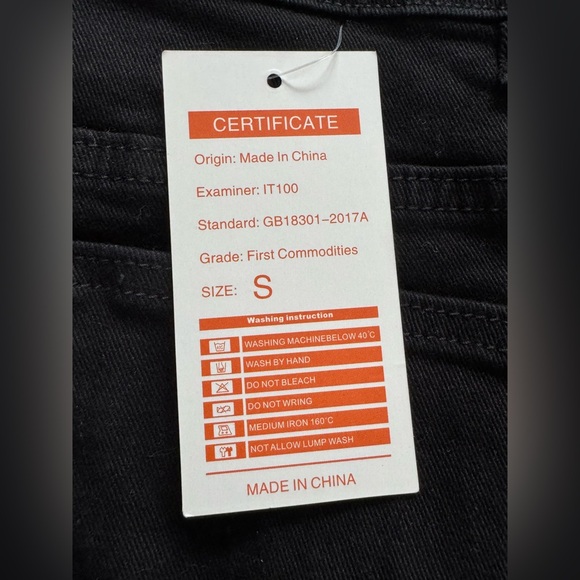 CERTIFICATE
Origin: Made In China
Examiner: IT100
Standard: GB18301-2017A
Grade: First Commodities
SIZE: S
Washing instruction
WASHING MACHINEBELOW 40℃
WASH BY HAND
DO NOT BLEACH
DO NOT WRING
MEDIUM IRON 160℃
NOT ALLOW LUMP WASH
MADE IN CHINA